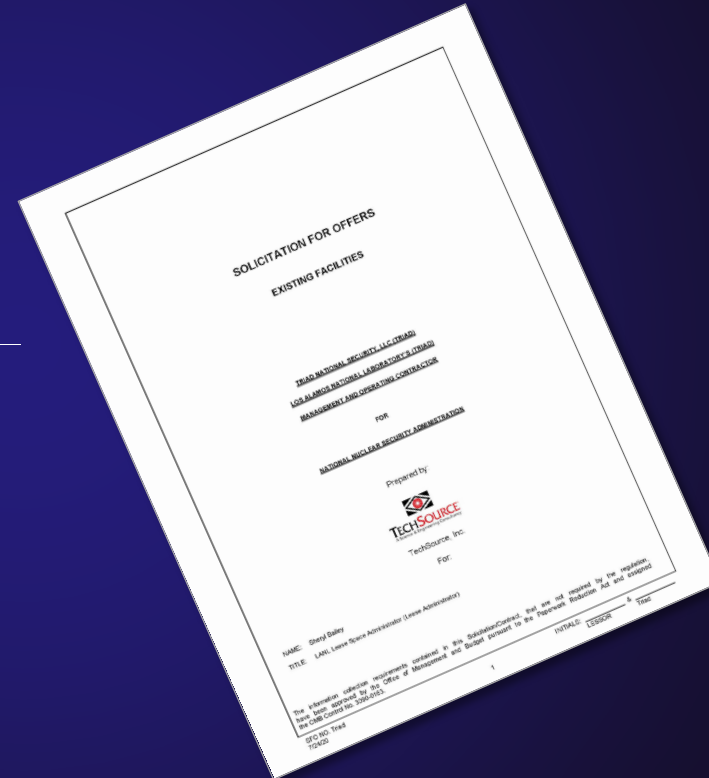 SOLICITATION FOR OFFERS
EXISTING FACILITIES
TRIAD NATIONAL SECURITY, LLC (TRIAD)
LOS ALAMOS NATIONAL LABORATORY'S (TRIAD)
MANAGEMENT AND OPERATING CONTRACTOR
FOR
NATIONAL NUCLEAR SECURITY ADMINISTRATION
Prepared by:
TECHSOURCE
A Science & Engineering Consultancy
TechSource, Inc.
For:
NAME: Sheryl Bailey
TITLE: LANL Lease Space Administrator (Lease Administrator)
The information collection requirements contained in this Solicitation/Contract, that are not required by the regulation,
have been approved by the Office of Management and Budget pursuant to the Paperwork Reduction Act and assigned
the OMB Control No. 3090-0163.
INITIALS: & 
LESSOR Triad
1
SFO NO. Triad
7/24/20